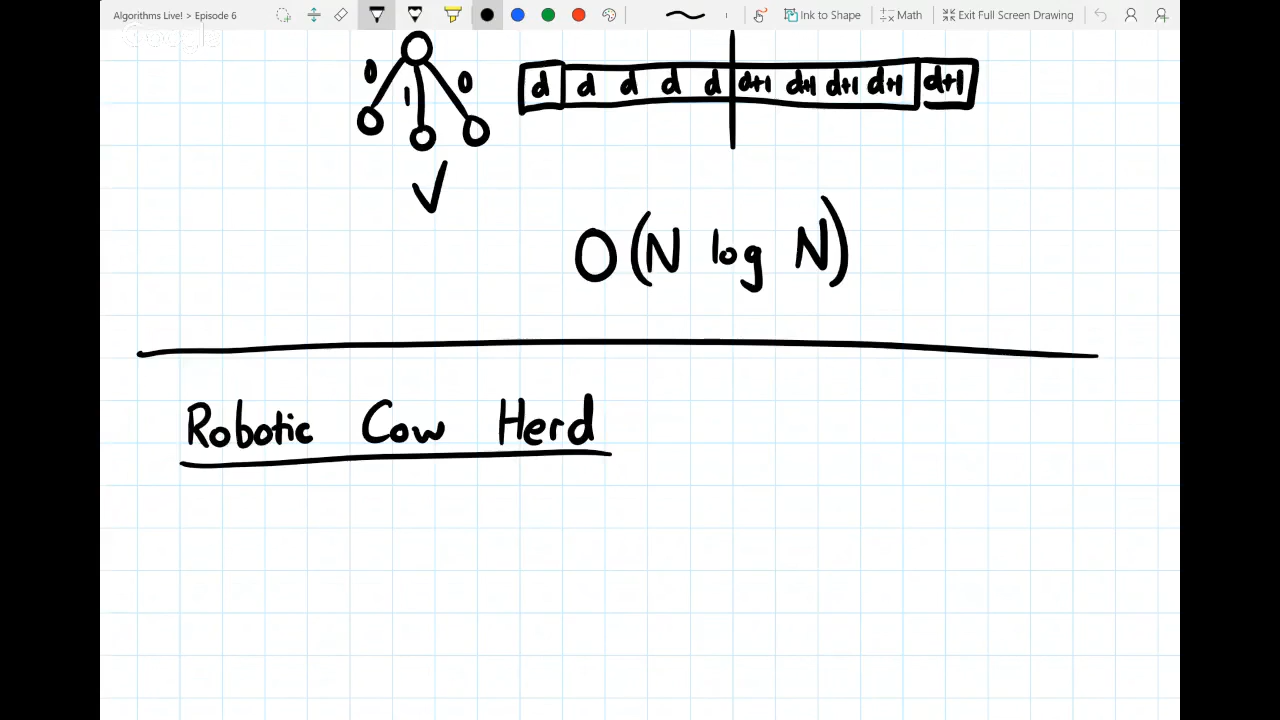 Algorithms Live! > Episode 6
Ink to Shape
Math
Exit Full Screen Drawing
Google
0 1 0
d d d d d d+1 d+1 d+1 d+1 d+1
O(N log N)
Robotic Cow Herd